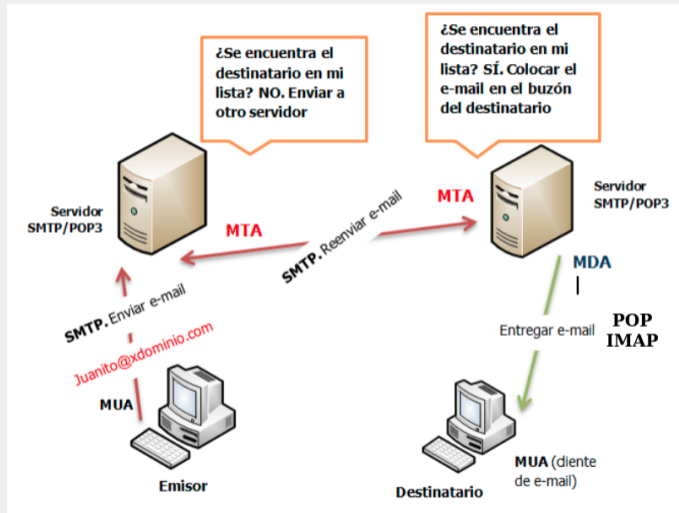 ¿Se encuentra el
destinatario en mi
lista? NO. Enviar a
otro servidor
¿Se encuentra el
destinatario en mi
lista? SÍ. Colocar el
e-mail en el buzón
del destinatario
Servidor
SMTP/POP3
MTA
SMTP. Reenviar e-mail
MTA
Servidor
SMTP/POP3
SMTP. Enviar e-mail
Juanito@xdominio.com
MUA
Emisor
MDA
Entregar e-mail
POP
IMAP
MUA (cliente
de e-mail)
Destinatario